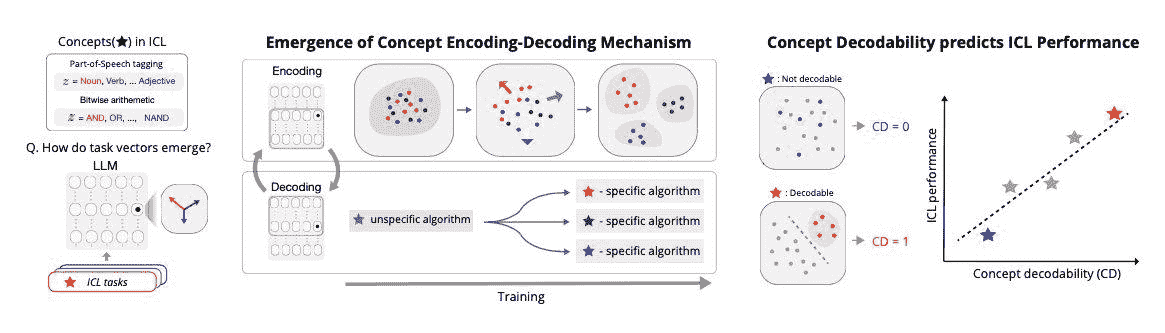 Concepts(★) in ICL
Part-of-Speech tagging
z = Noun, Verb, ... Adjective
Bitwise arithemetic
z = AND, OR, ..., NAND
Q. How do task vectors emerge?
LLM
★ ICL tasks
Emergence of Concept Encoding-Decoding Mechanism
Encoding
Decoding
★ unspecific algorithm
★ - specific algorithm
★ - specific algorithm
★ - specific algorithm
Training
Concept Decodability predicts ICL Performance
★ : Not decodable
CD = 0
★ : Decodable
CD = 1
ICL performance
Concept decodability (CD)